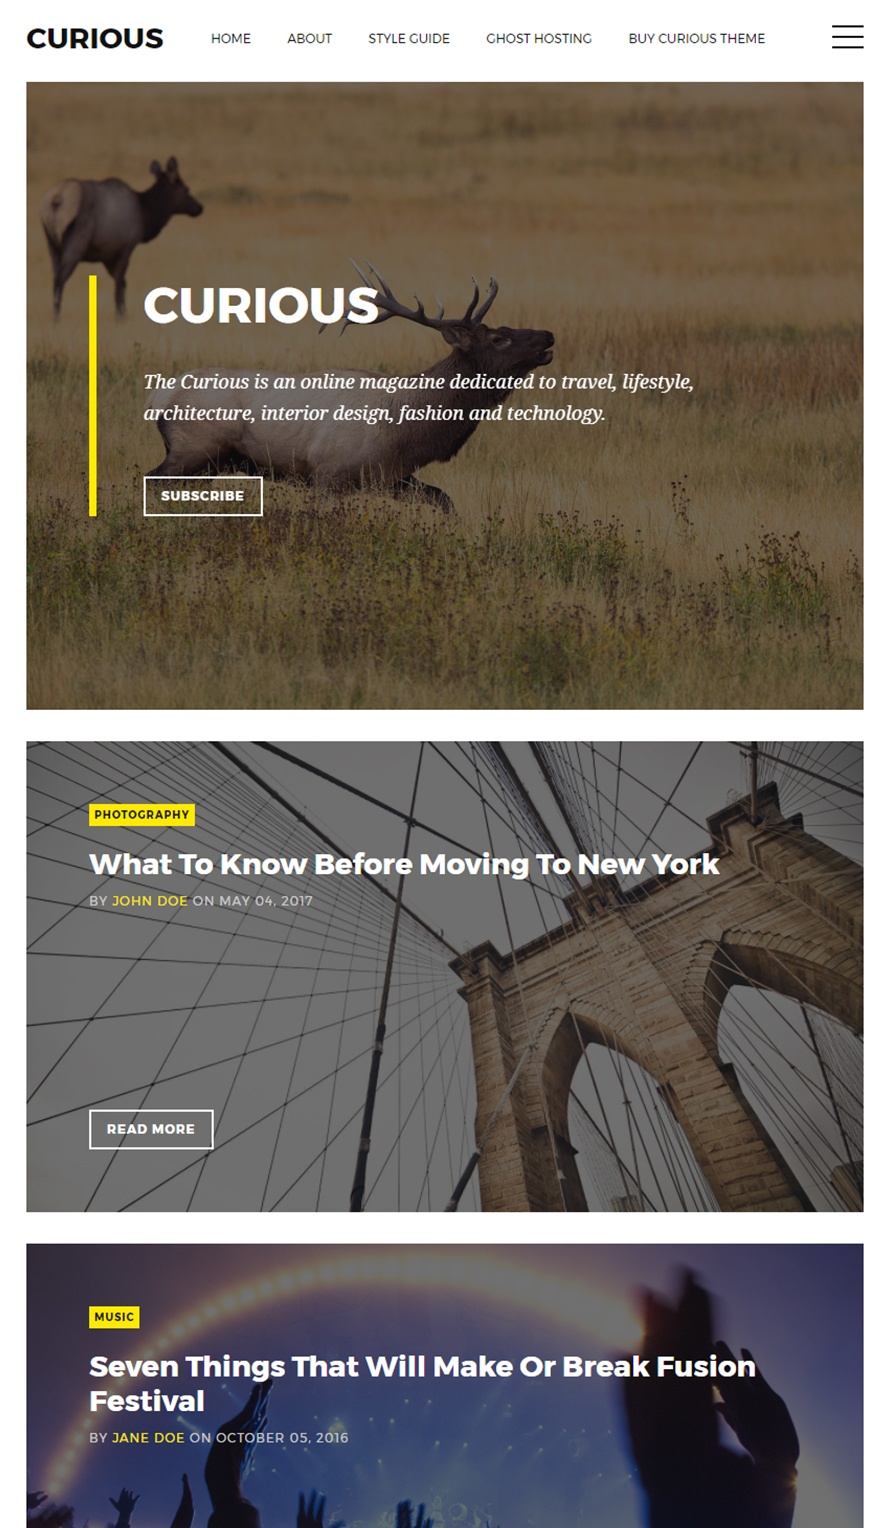 CURIOUS
HOME ABOUT STYLE GUIDE GHOST HOSTING BUY CURIOUS THEME
CURIOUS
The Curious is an online magazine dedicated to travel, lifestyle,
architecture, interior design, fashion and technology.
SUBSCRIBE
PHOTOGRAPHY
What To Know Before Moving To New York
BY JOHN DOE ON MAY 04, 2017
READ MORE
MUSIC
Seven Things That Will Make Or Break Fusion
Festival
BY JANE DOE ON OCTOBER 05, 2016